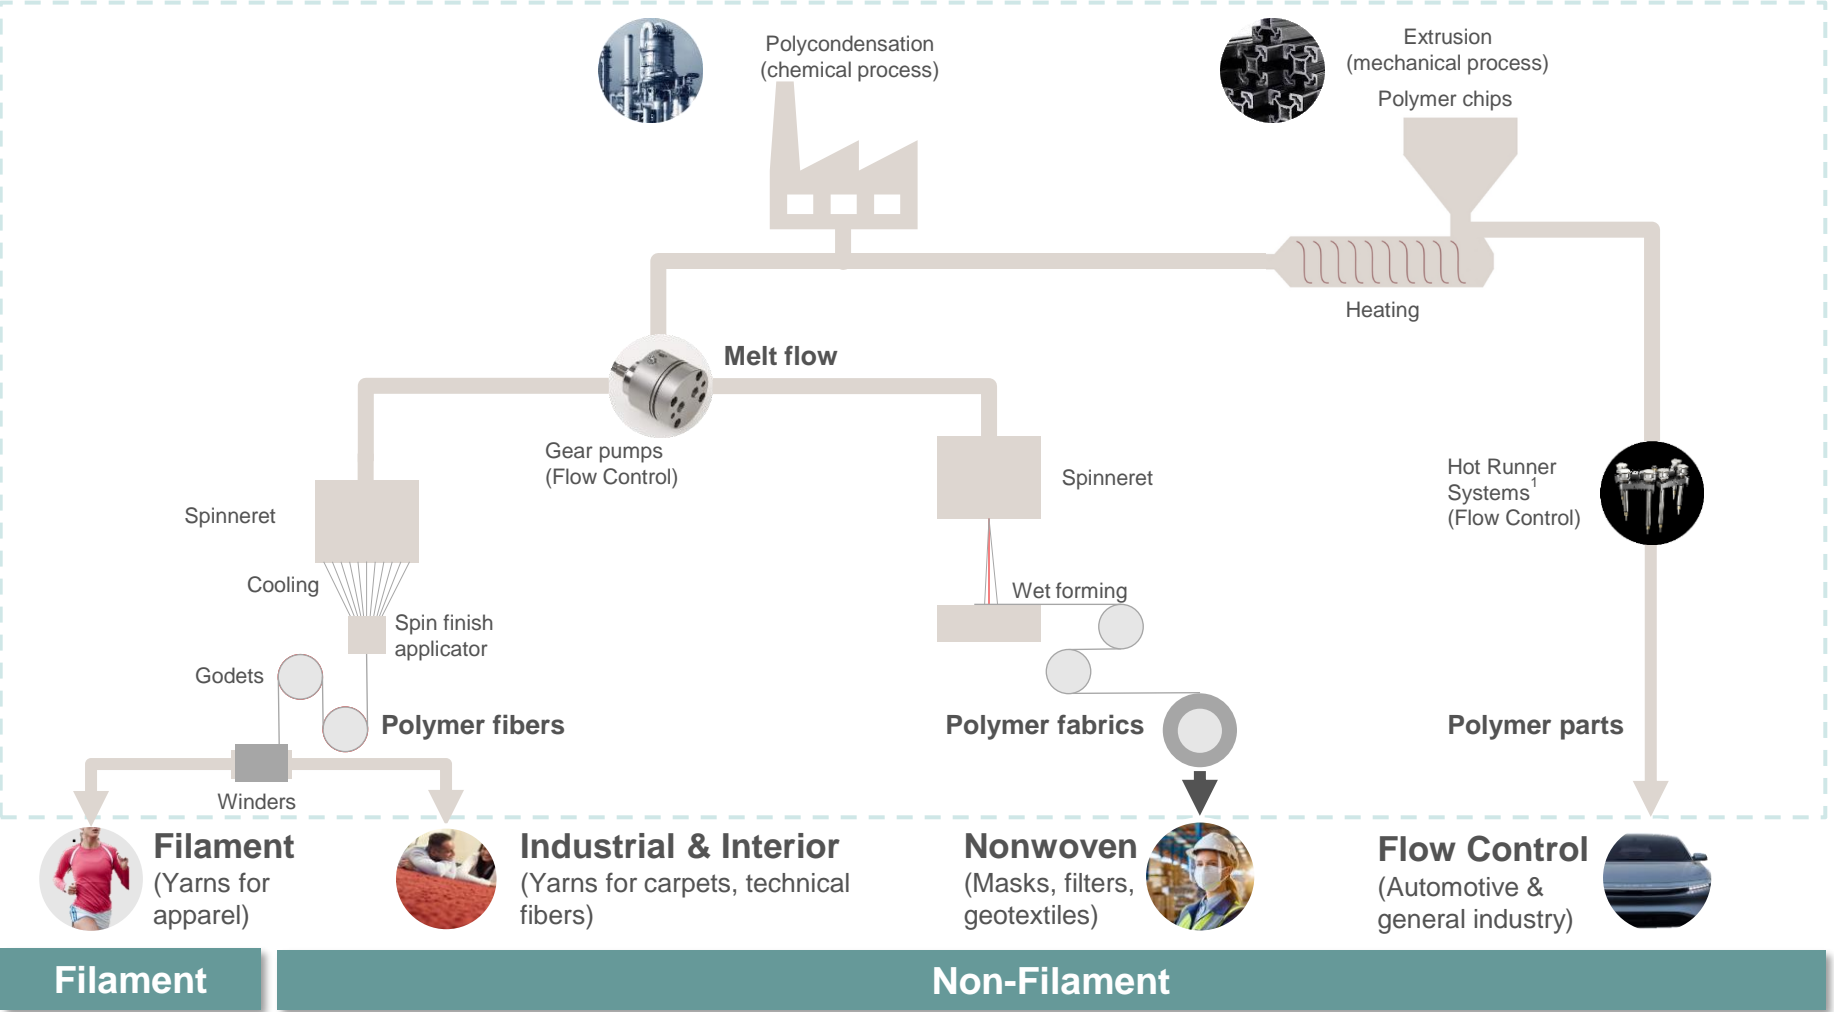 Polycondensation
(chemical process)
Extrusion
(mechanical process)
Polymer chips
Heating
Melt flow
Gear pumps
(Flow Control)
Spinneret
Spinneret
Hot Runner
Systems¹
(Flow Control)
Cooling
Wet forming
Spin finish
applicator
Godets
Polymer fibers
Polymer fabrics
Polymer parts
Winders
Filament
(Yarns for
apparel)
Industrial & Interior
(Yarns for carpets, technical
fibers)
Nonwoven
(Masks, filters,
geotextiles)
Flow Control
(Automotive &
general industry)
Filament
Non-Filament